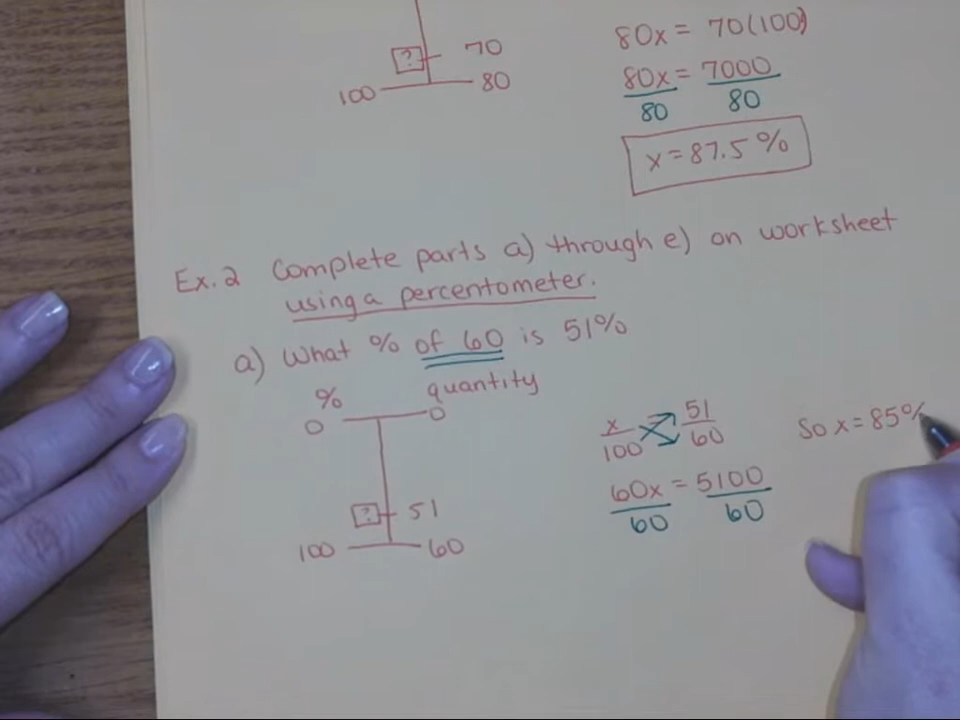 ? 70
100 80
80x = 70(100)
80x = 7000
80 80
x = 87.5%
Ex. 2 Complete parts a) through e) on worksheet
using a percentometer.
a) What % of 60 is 51%
% quantity
0 0
? 51
100 60
x 51
100 60
60x = 5100
60 60
So x = 85%